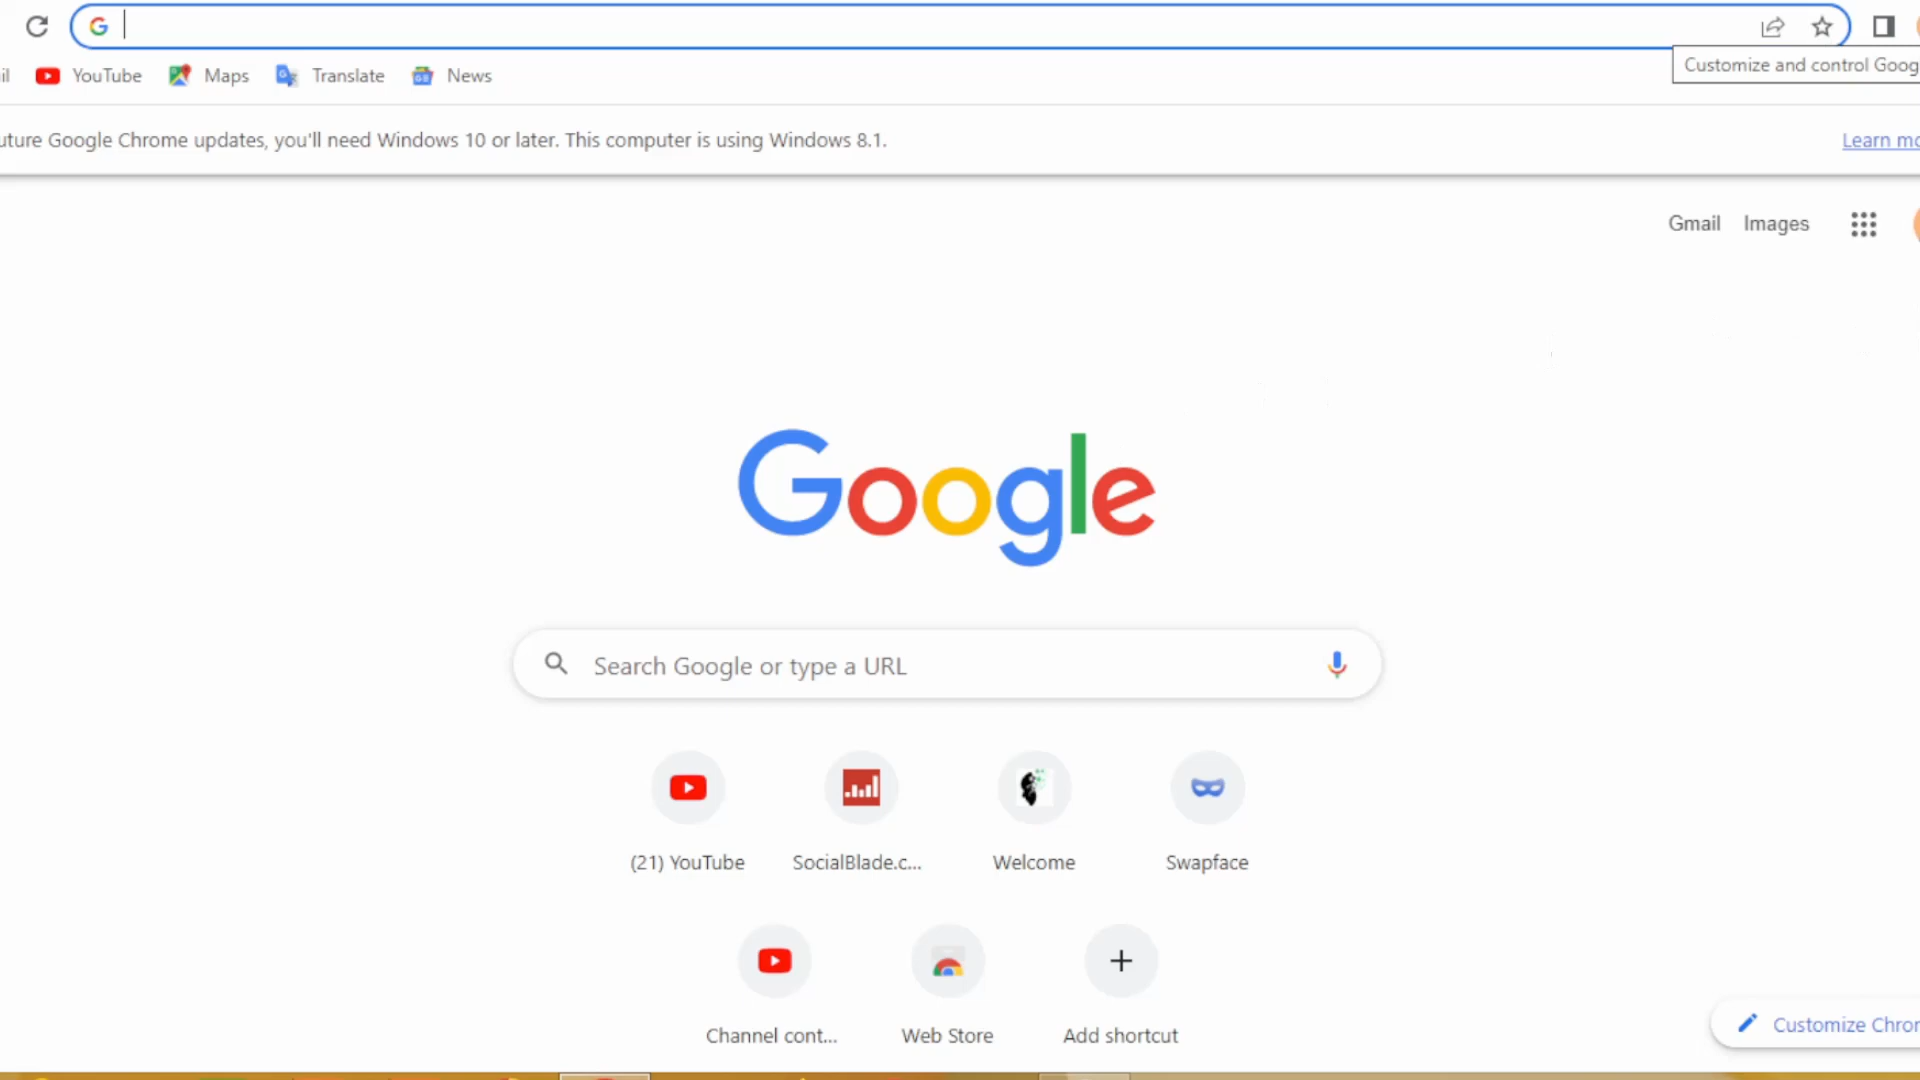 Customize and control Goog
il YouTube Maps Translate News
uture Google Chrome updates, you'll need Windows 10 or later. This computer is using Windows 8.1. Learn mo
Gmail Images
Google
Search Google or type a URL
(21) YouTube SocialBlade.c... Welcome Swapface
Channel cont... Web Store Add shortcut
Customize Chror